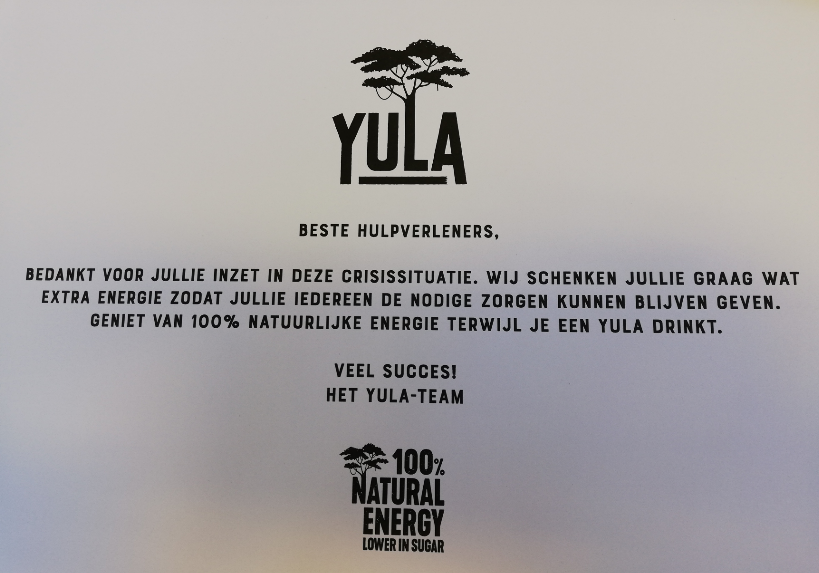 YULA
BESTE HULPVERLENERS,
BEDANKT VOOR JULLIE INZET IN DEZE CRISISSITUATIE. WIJ SCHENKEN JULLIE GRAAG WAT
EXTRA ENERGIE ZODAT JULLIE IEDEREEN DE NODIGE ZORGEN KUNNEN BLIJVEN GEVEN.
GENIET VAN 100% NATUURLIJKE ENERGIE TERWIJL JE EEN YULA DRINKT.
VEEL SUCCES!
HET YULA-TEAM
100%
NATURAL
ENERGY
LOWER IN SUGAR